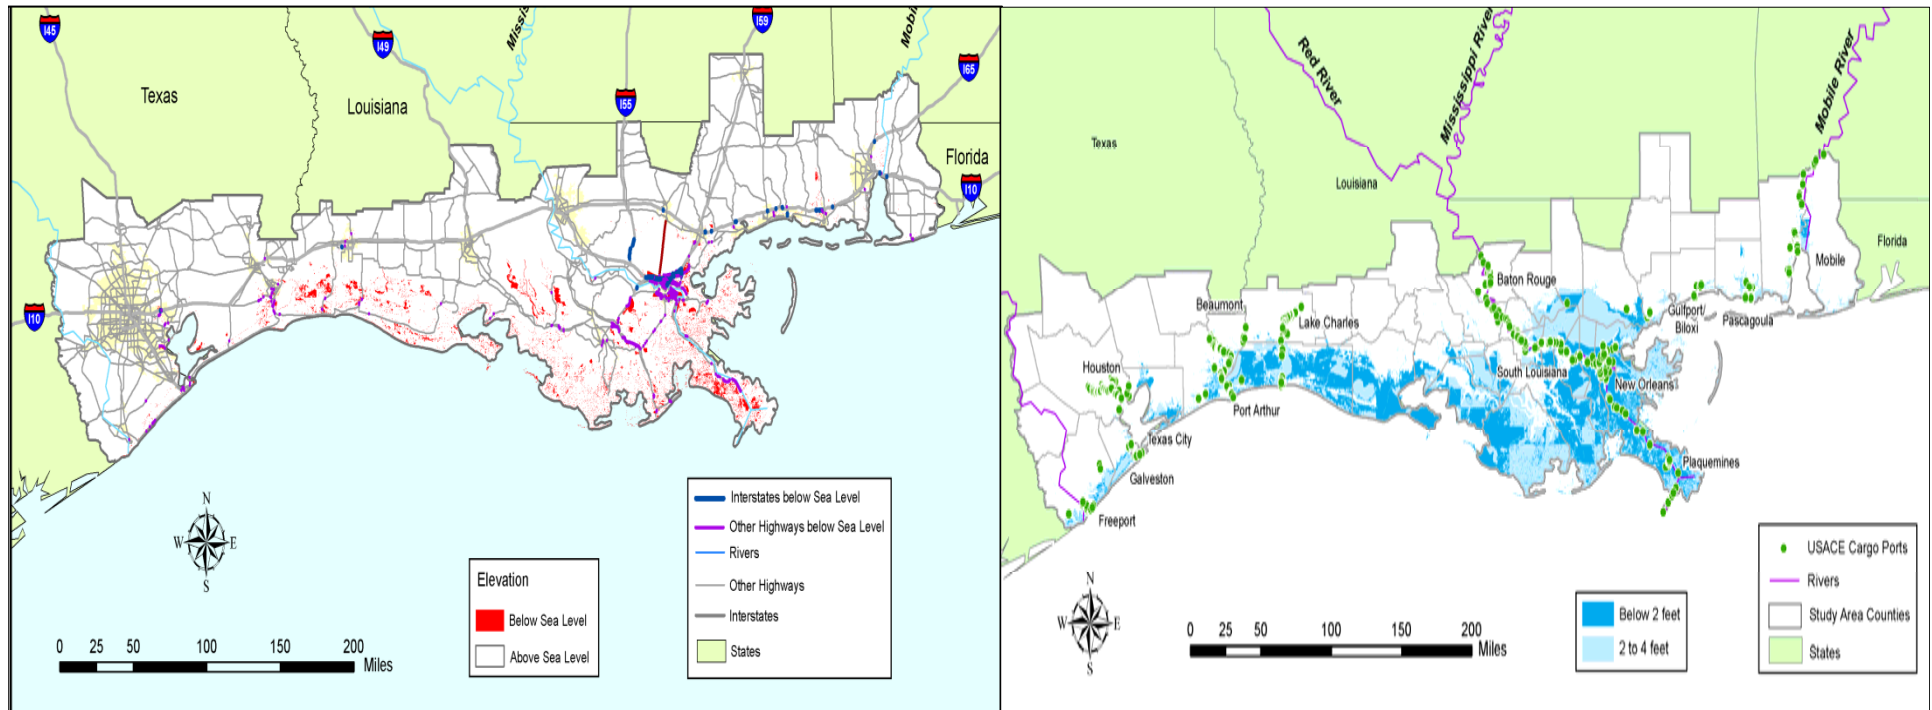 I45
I49
Missis
I55
I59
Mobil
I65
Texas
Louisiana
Florida
I10
I10
N
W E
S
Elevation
Below Sea Level
Above Sea Level
Interstates below Sea Level
Other Highways below Sea Level
Rivers
Other Highways
Interstates
States
0 25 50 100 150 200
Miles
Red River
Mississippi River
Mobile River
Texas
Louisiana
Florida
Baton Rouge
Mobile
Beaumont
Lake Charles
Gulfport/
Biloxi
Pascagoula
Houston
South Louisiana
New Orleans
Port Arthur
Texas City
Galveston
Plaquemines
Freeport
N
W E
S
0 25 50 100 150 200
Miles
Below 2 feet
2 to 4 feet
USACE Cargo Ports
Rivers
Study Area Counties
States